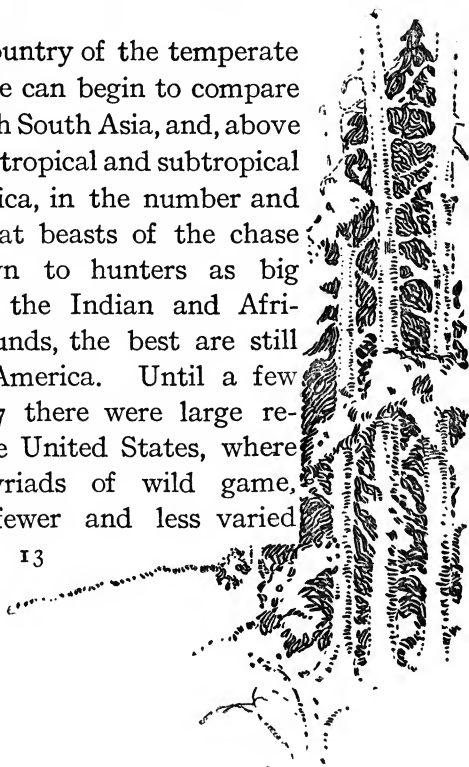 ountry of the temperate
e can begin to compare
h South Asia, and, above
tropical and subtropical
ica, in the number and
at beasts of the chase
wn to hunters as big
the Indian and Afri-
unds, the best are still
America. Until a few
y there were large re-
e United States, where
yriads of wild game,
fewer and less varied
13